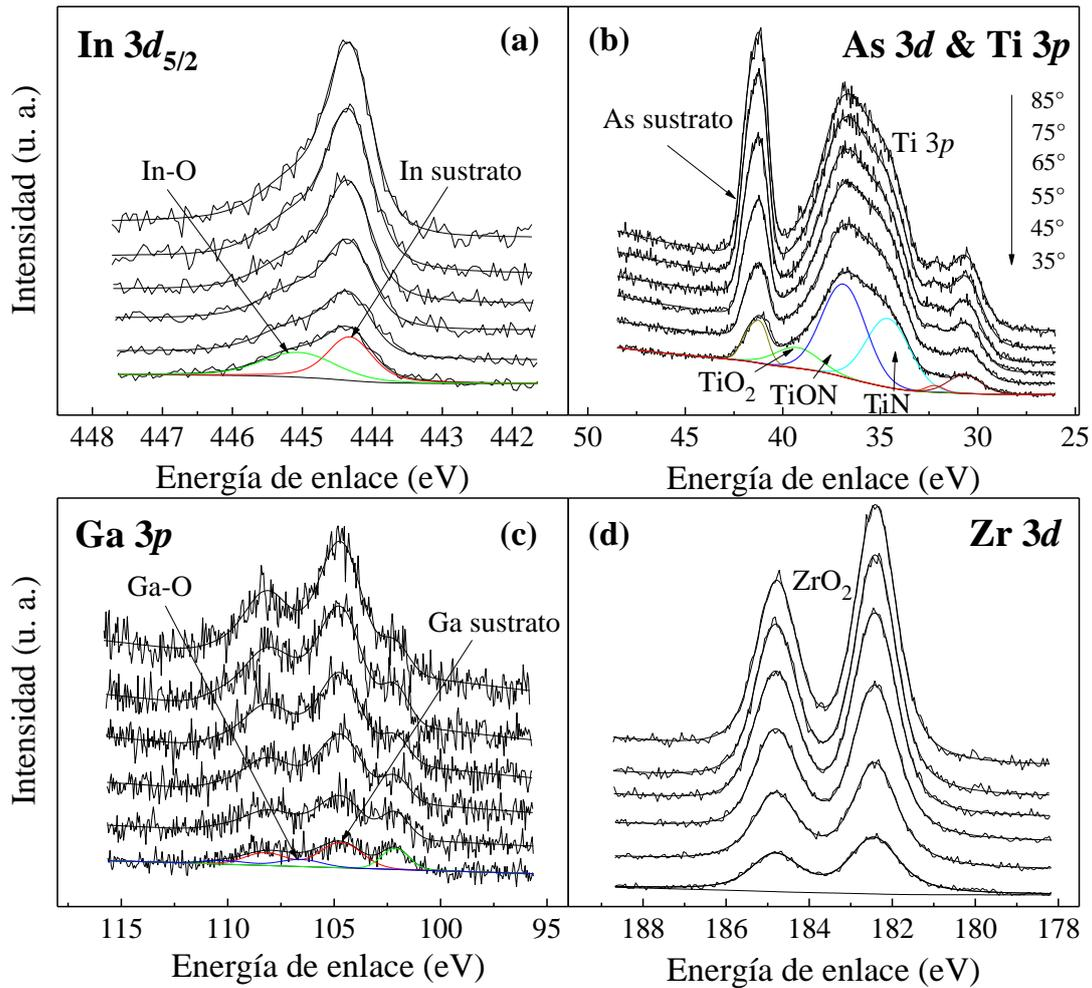 In 3d5/2
(a)
In-O
In sustrato
Intensidad (u. a.)
448 447 446 445 444 443 442
Energía de enlace (eV)
(b)
As 3d & Ti 3p
As sustrato
Ti 3p
85°
75°
65°
55°
45°
35°
TiO2
TiON
TiN
50 45 40 35 30 25
Energía de enlace (eV)
Ga 3p
(c)
Ga-O
Ga sustrato
Intensidad (u. a.)
115 110 105 100 95
Energía de enlace (eV)
(d)
Zr 3d
ZrO2
188 186 184 182 180 178
Energía de enlace (eV)